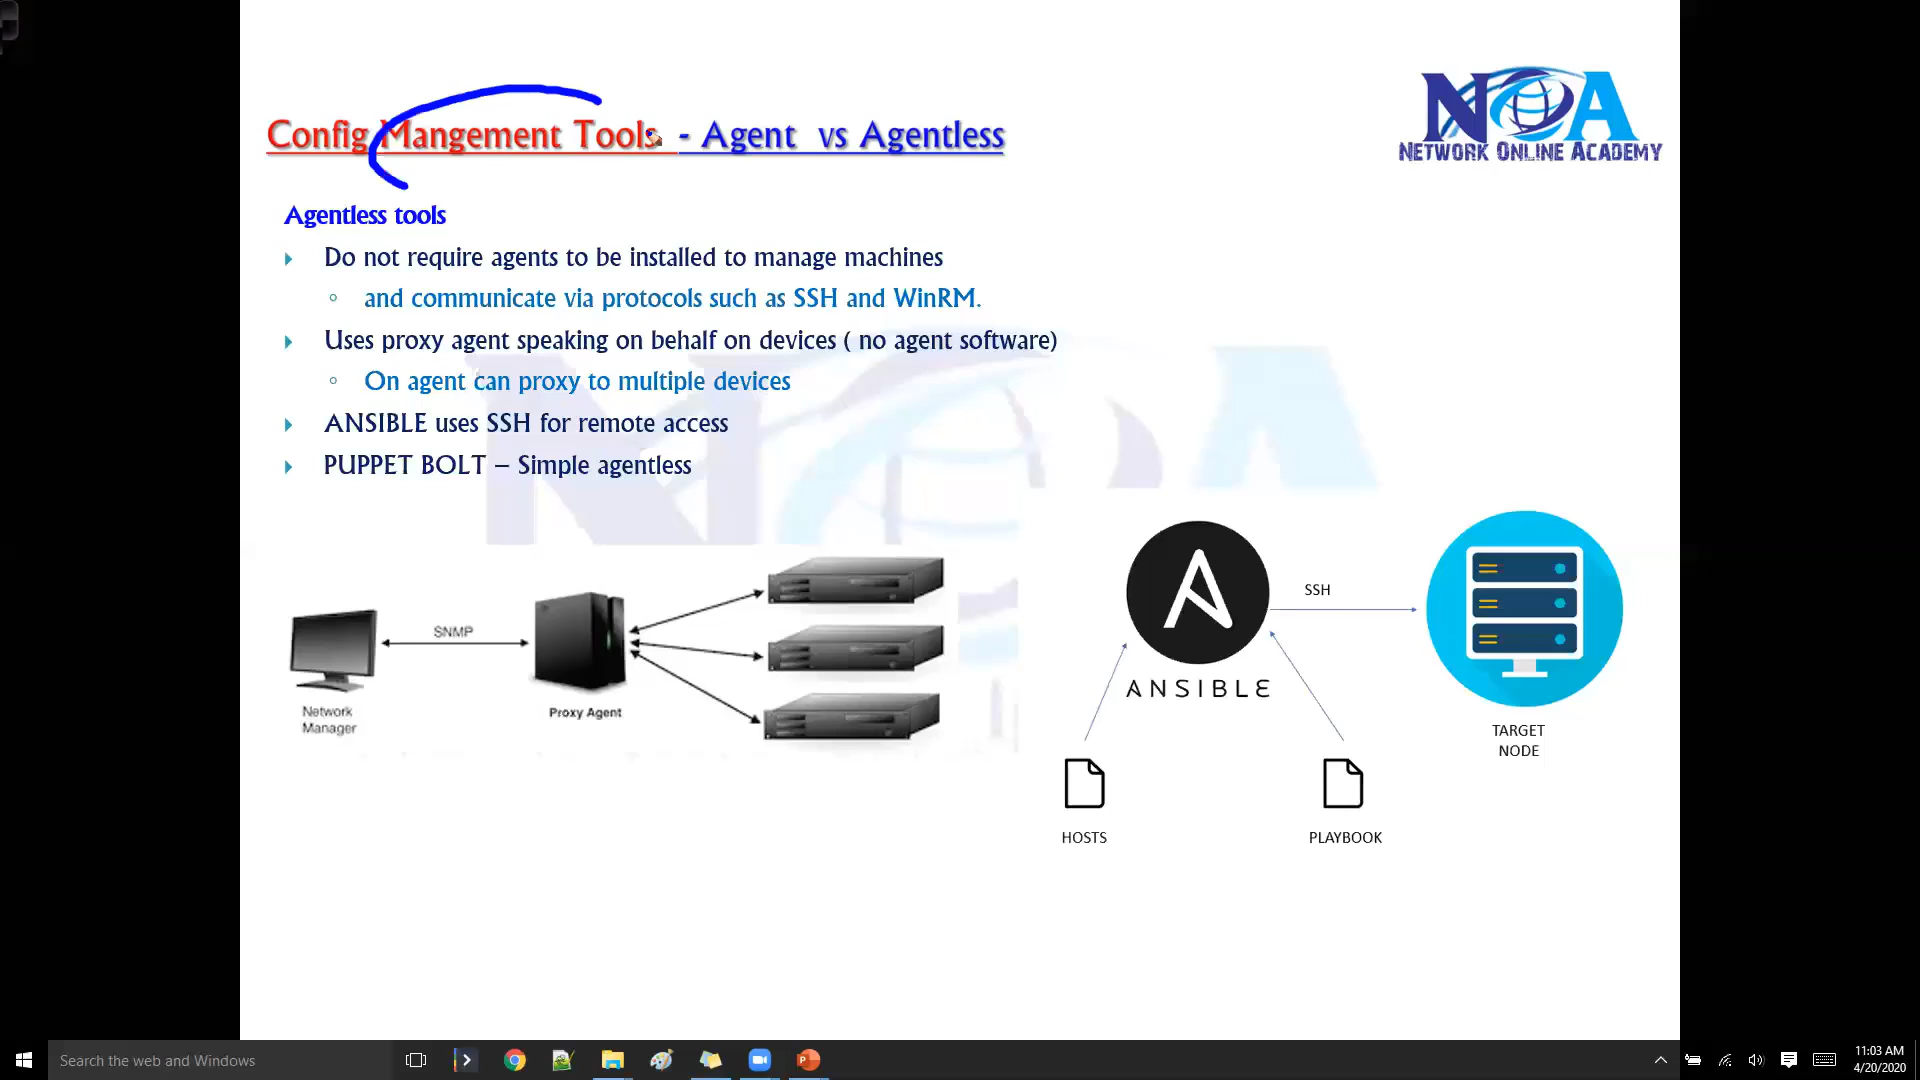 NOA
NETWORK ONLINE ACADEMY
Config Mangement Tools - Agent vs Agentless
Agentless tools
Do not require agents to be installed to manage machines
and communicate via protocols such as SSH and WinRM.
Uses proxy agent speaking on behalf on devices ( no agent software)
On agent can proxy to multiple devices
ANSIBLE uses SSH for remote access
PUPPET BOLT – Simple agentless
SNMP
Network
Manager
Proxy Agent
SSH
ANSIBLE
TARGET
NODE
HOSTS
PLAYBOOK
Search the web and Windows
11:03 AM
4/20/2020